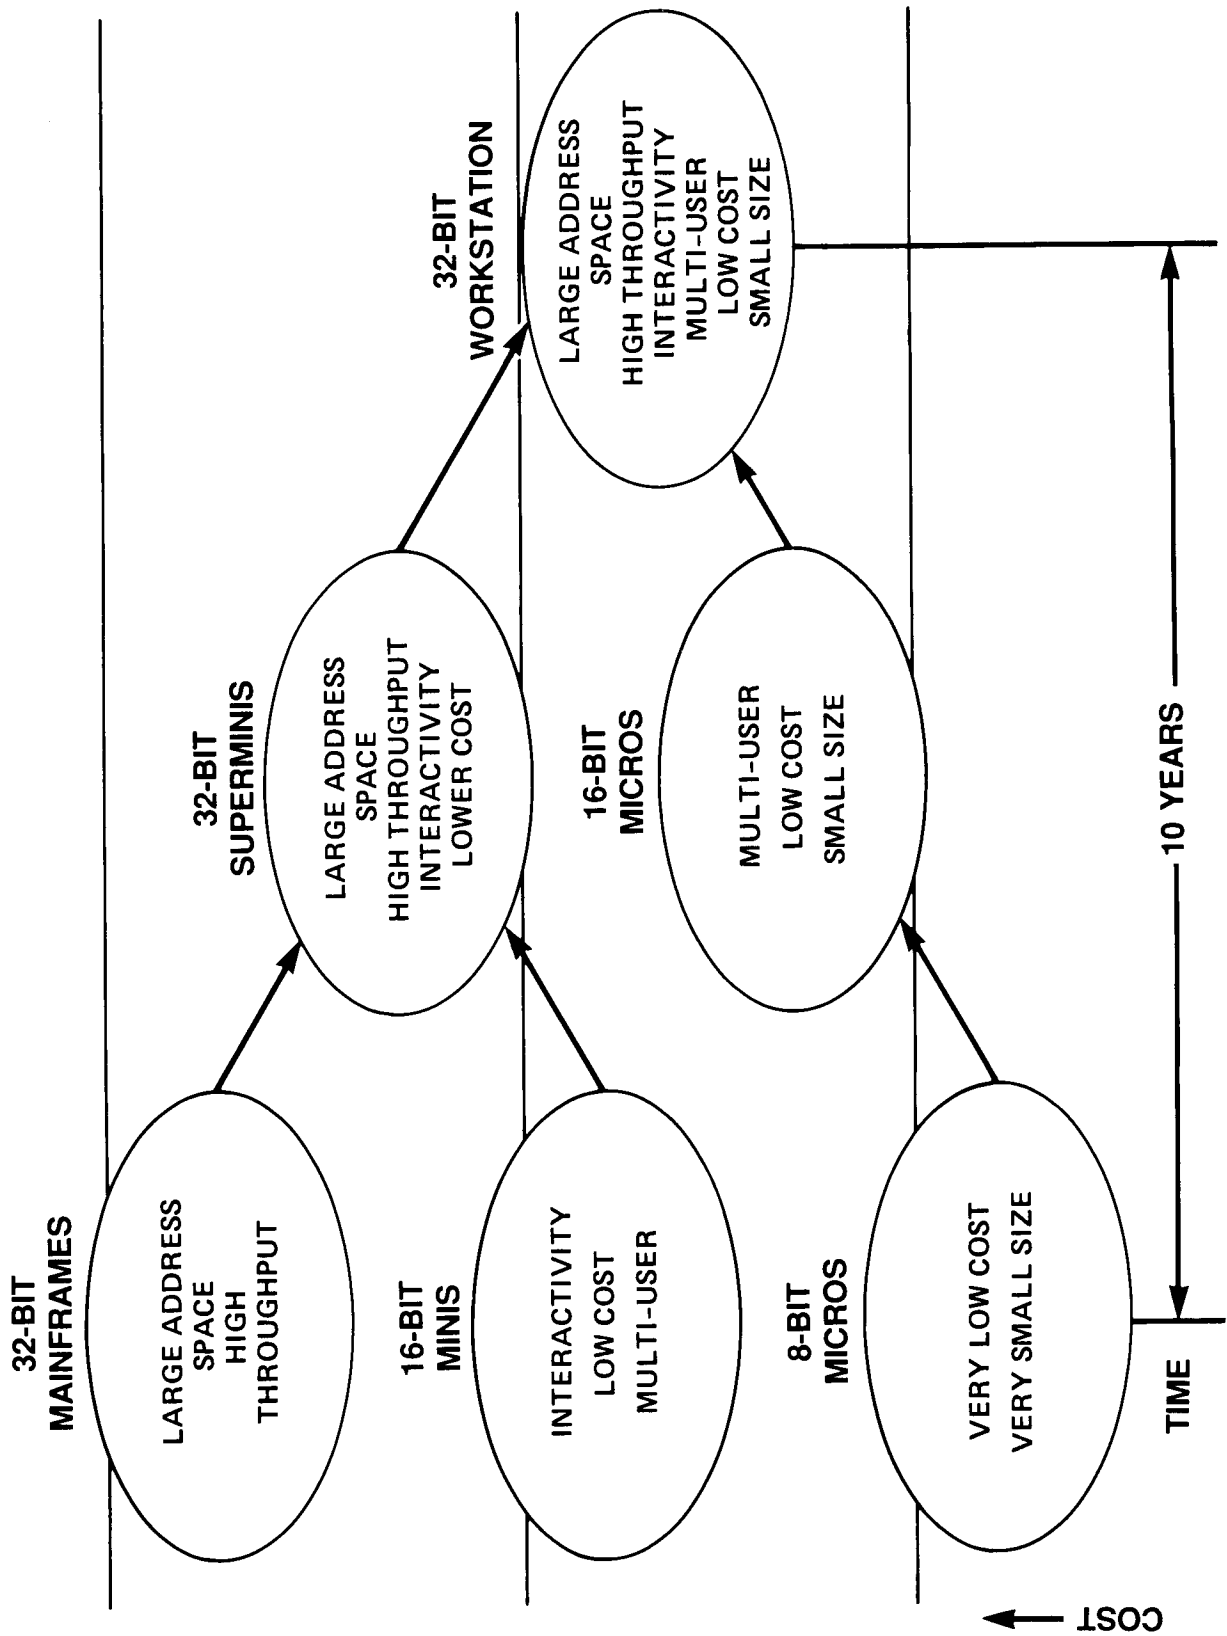 32-BIT
MAINFRAMES
LARGE ADDRESS
SPACE
HIGH
THROUGHPUT
16-BIT
MINIS
INTERACTIVITY
LOW COST
MULTI-USER
8-BIT
MICROS
VERY LOW COST
VERY SMALL SIZE
32-BIT
SUPERMINIS
LARGE ADDRESS
SPACE
HIGH THROUGHPUT
INTERACTIVITY
LOWER COST
16-BIT
MICROS
MULTI-USER
LOW COST
SMALL SIZE
32-BIT
WORKSTATION
LARGE ADDRESS
SPACE
HIGH THROUGHPUT
INTERACTIVITY
MULTI-USER
LOW COST
SMALL SIZE
COST
TIME
10 YEARS